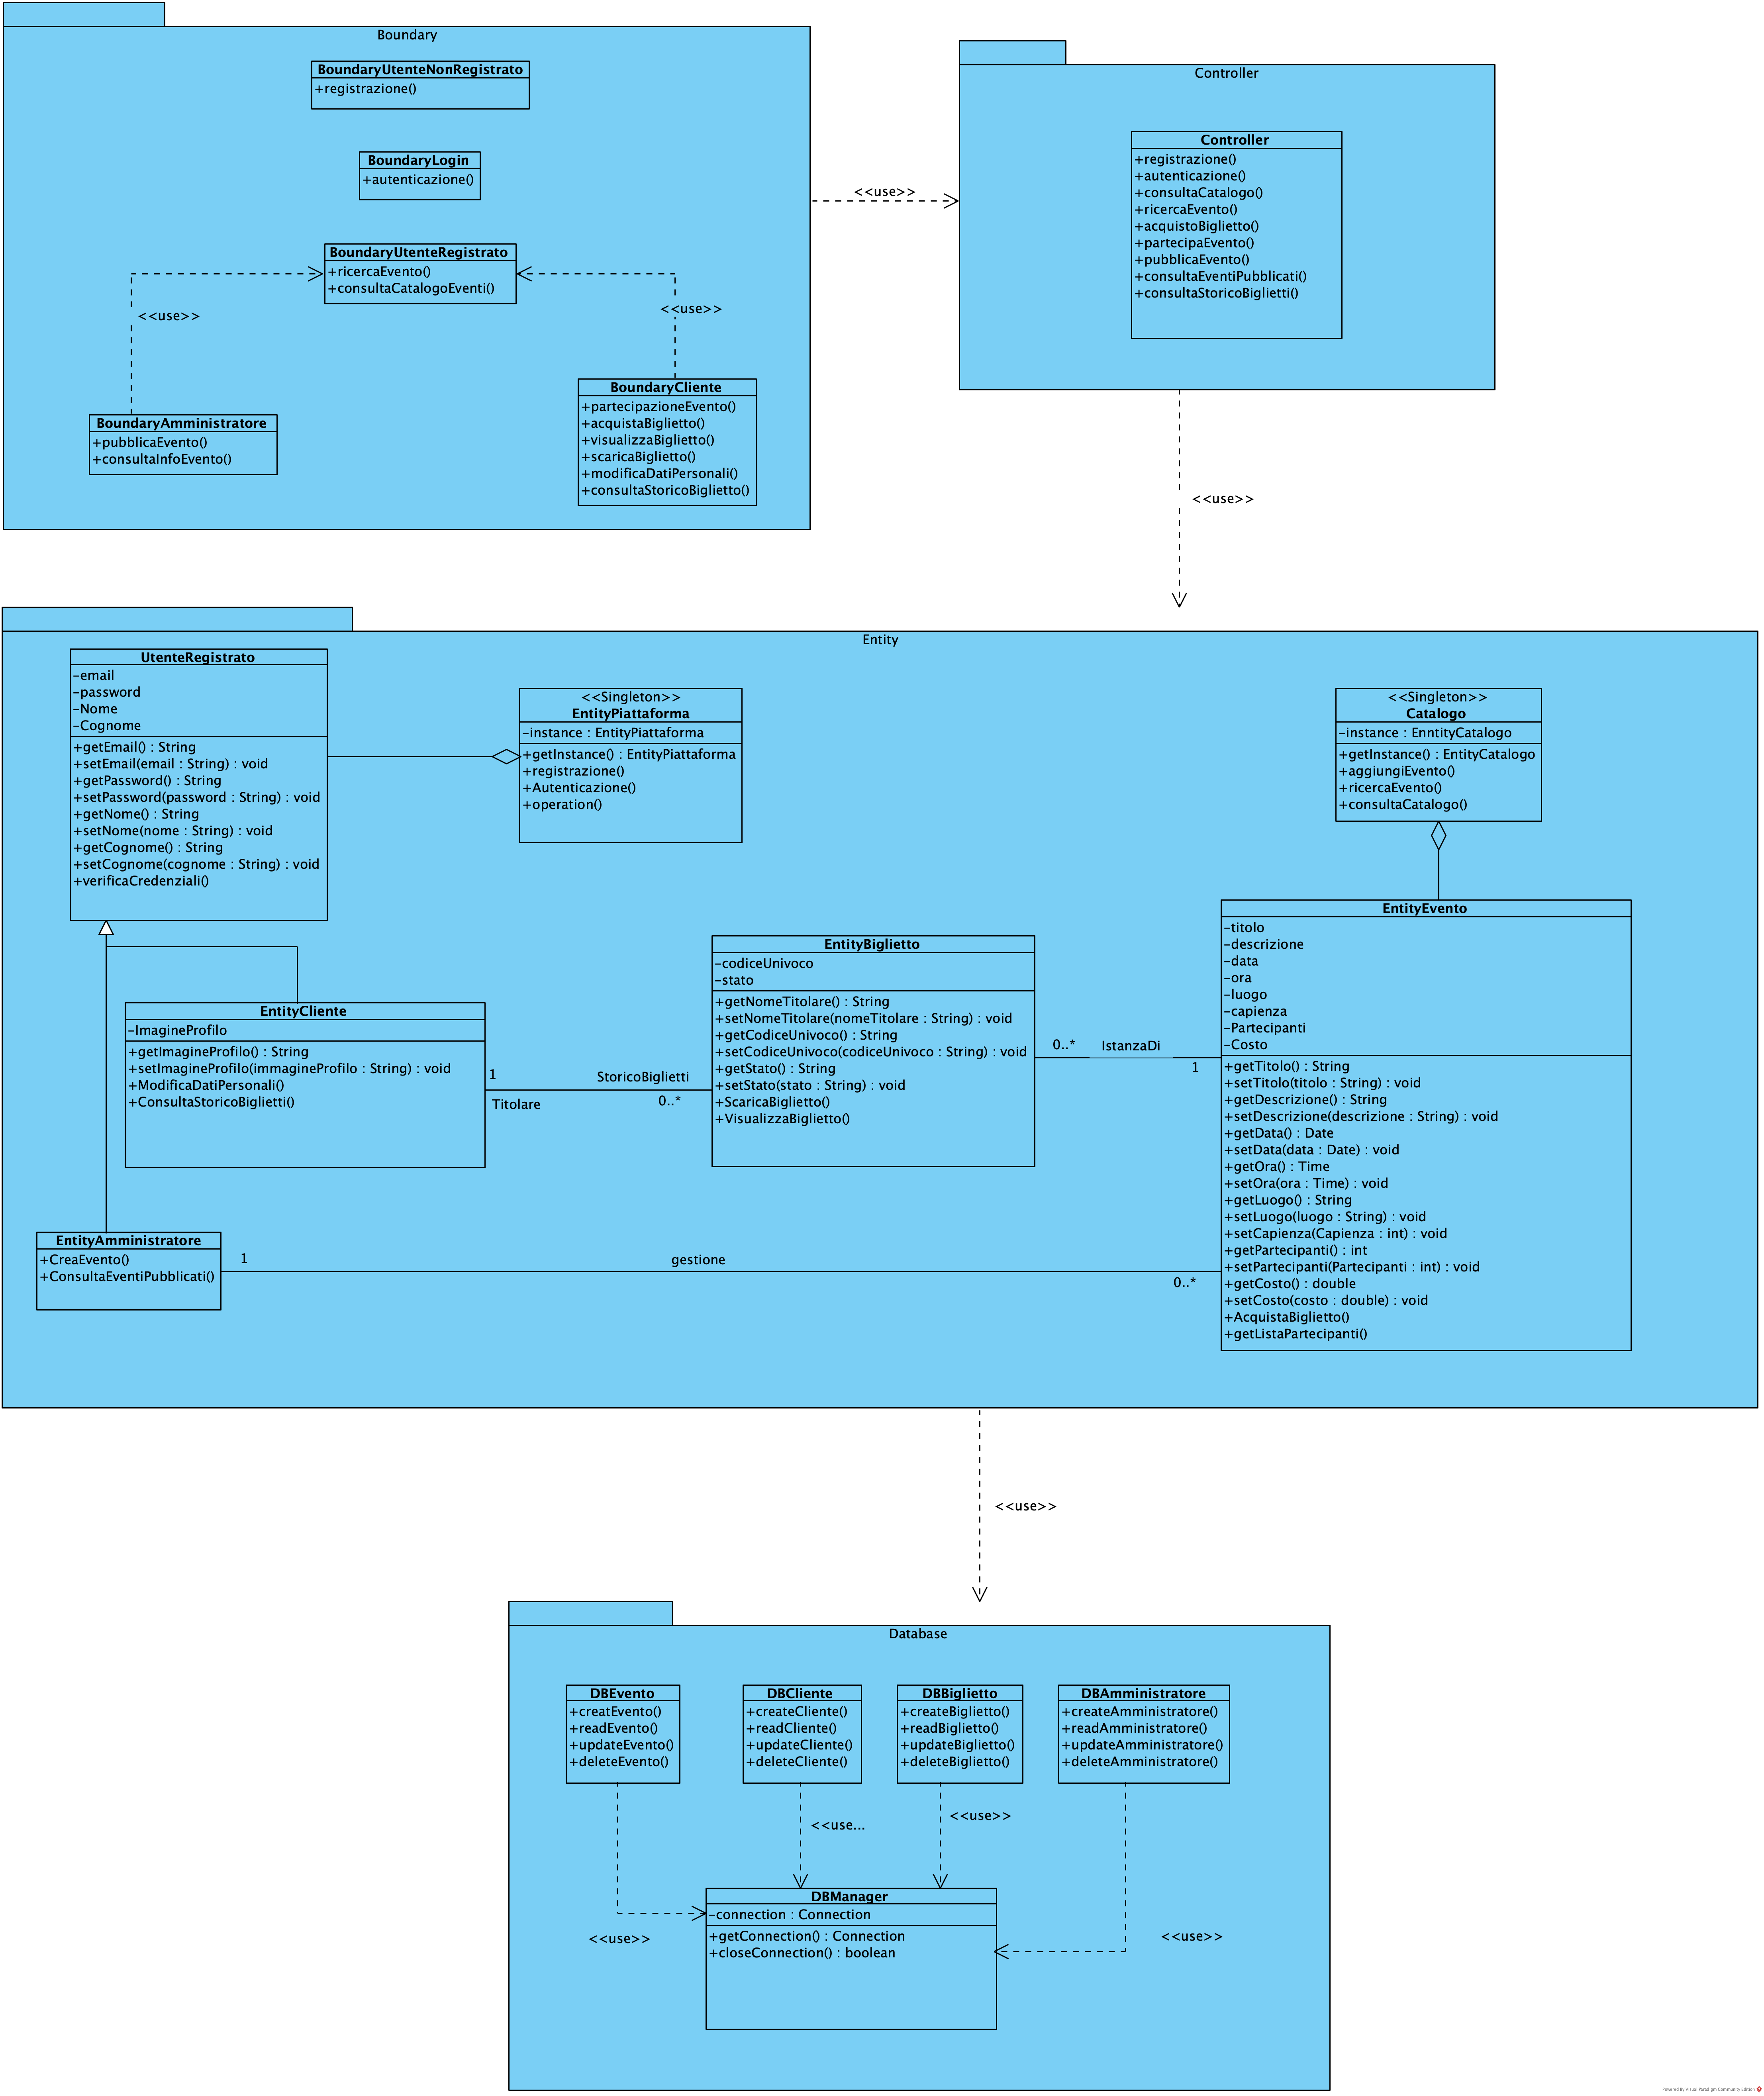 Boundary
BoundaryUtenteNonRegistrato
+registrazione()
BoundaryLogin
+autenticazione()
BoundaryUtenteRegistrato
+ricercaEvento()
+consultaCatalogoEventi()
<<use>>
<<use>>
BoundaryAmministratore
+pubblicaEvento()
+consultaInfoEvento()
BoundaryCliente
+partecipazioneEvento()
+acquistaBiglietto()
+visualizzaBiglietto()
+scaricaBiglietto()
+modificaDatiPersonali()
+consultaStoricoBiglietto()
<<use>>
Controller
Controller
+registrazione()
+autenticazione()
+consultaCatalogo()
+ricercaEvento()
+acquistoBiglietto()
+partecipaEvento()
+pubblicaEvento()
+consultaEventiPubblicati()
+consultaStoricoBiglietti()
<<use>>
Entity
UtenteRegistrato
-email
-password
-Nome
-Cognome
+getEmail() : String
+setEmail(email : String) : void
+getPassword() : String
+setPassword(password : String) : void
+getNome() : String
+setNome(nome : String) : void
+getCognome() : String
+setCognome(cognome : String) : void
+verificaCredenziali()
<<Singleton>>
EntityPiattaforma
-instance : EntityPiattaforma
+getInstance() : EntityPiattaforma
+registrazione()
+Autenticazione()
+operation()
<<Singleton>>
Catalogo
-instance : EnntityCatalogo
+getInstance() : EntityCatalogo
+aggiungiEvento()
+ricercaEvento()
+consultaCatalogo()
EntityCliente
-ImagineProfilo
+getImagineProfilo() : String
+setImagineProfilo(immagineProfilo : String) : void
+ModificaDatiPersonali()
+ConsultaStoricoBiglietti()
1
Titolare
StoricoBiglietti
0..*
EntityBiglietto
-codiceUnivoco
-stato
+getNomeTitolare() : String
+setNomeTitolare(nomeTitolare : String) : void
+getCodiceUnivoco() : String
+setCodiceUnivoco(codiceUnivoco : String) : void
+getStato() : String
+setStato(stato : String) : void
+ScaricaBiglietto()
+VisualizzaBiglietto()
0..*
IstanzaDi
1
EntityEvento
-titolo
-descrizione
-data
-ora
-luogo
-capienza
-Partecipanti
-Costo
+getTitolo() : String
+setTitolo(titolo : String) : void
+getDescrizione() : String
+setDescrizione(descrizione : String) : void
+getData() : Date
+setData(data : Date) : void
+getOra() : Time
+setOra(ora : Time) : void
+getLuogo() : String
+setLuogo(luogo : String) : void
+setCapienza(Capienza : int) : void
+getPartecipanti() : int
+setPartecipanti(Partecipanti : int) : void
+getCosto() : double
+setCosto(costo : double) : void
+AcquistaBiglietto()
+getListaPartecipanti()
EntityAmministratore
+CreaEvento()
+ConsultaEventiPubblicati()
1
gestione
0..*
<<use>>
Database
DBEvento
+creatEvento()
+readEvento()
+updateEvento()
+deleteEvento()
DBCliente
+createCliente()
+readCliente()
+updateCliente()
+deleteCliente()
DBBiglietto
+createBiglietto()
+readBiglietto()
+updateBiglietto()
+deleteBiglietto()
DBAmministratore
+createAmministratore()
+readAmministratore()
+updateAmministratore()
+deleteAmministratore()
<<use...
<<use>>
DBManager
-connection : Connection
+getConnection() : Connection
+closeConnection() : boolean
<<use>>
<<use>>
Powered By Visual Paradigm Community Edition